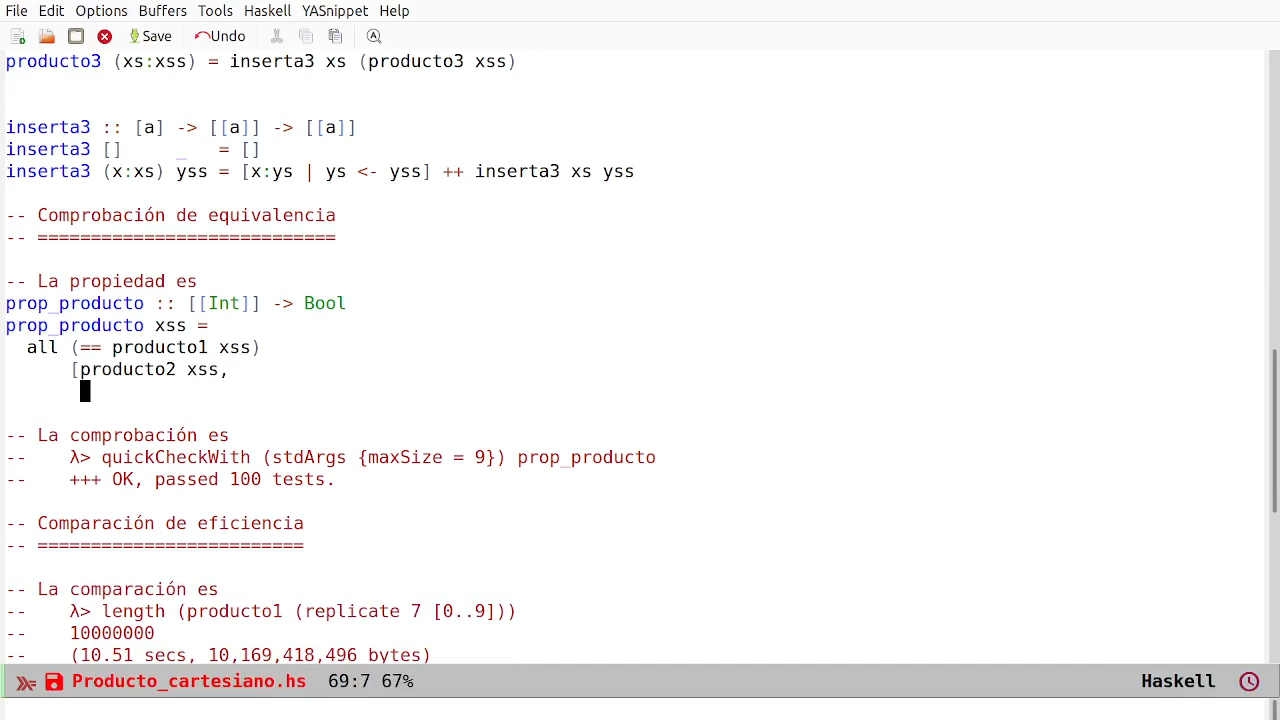 File Edit Options Buffers Tools Haskell YASnippet Help
Save Undo
producto3 (xs:xss) = inserta3 xs (producto3 xss)
inserta3 :: [a] -> [[a]] -> [[a]]
inserta3 []     _   = []
inserta3 (x:xs) yss = [x:ys | ys <- yss] ++ inserta3 xs yss
-- Comprobación de equivalencia
-- ============================
-- La propiedad es
prop_producto :: [[Int]] -> Bool
prop_producto xss =
  all (== producto1 xss)
      [producto2 xss,
-- La comprobación es
--    λ> quickCheckWith (stdArgs {maxSize = 9}) prop_producto
--    +++ OK, passed 100 tests.
-- Comparación de eficiencia
-- =========================
-- La comparación es
--    λ> length (producto1 (replicate 7 [0..9]))
--    10000000
--    (10.51 secs, 10,169,418,496 bytes)
Producto_cartesiano.hs 69:7 67% Haskell